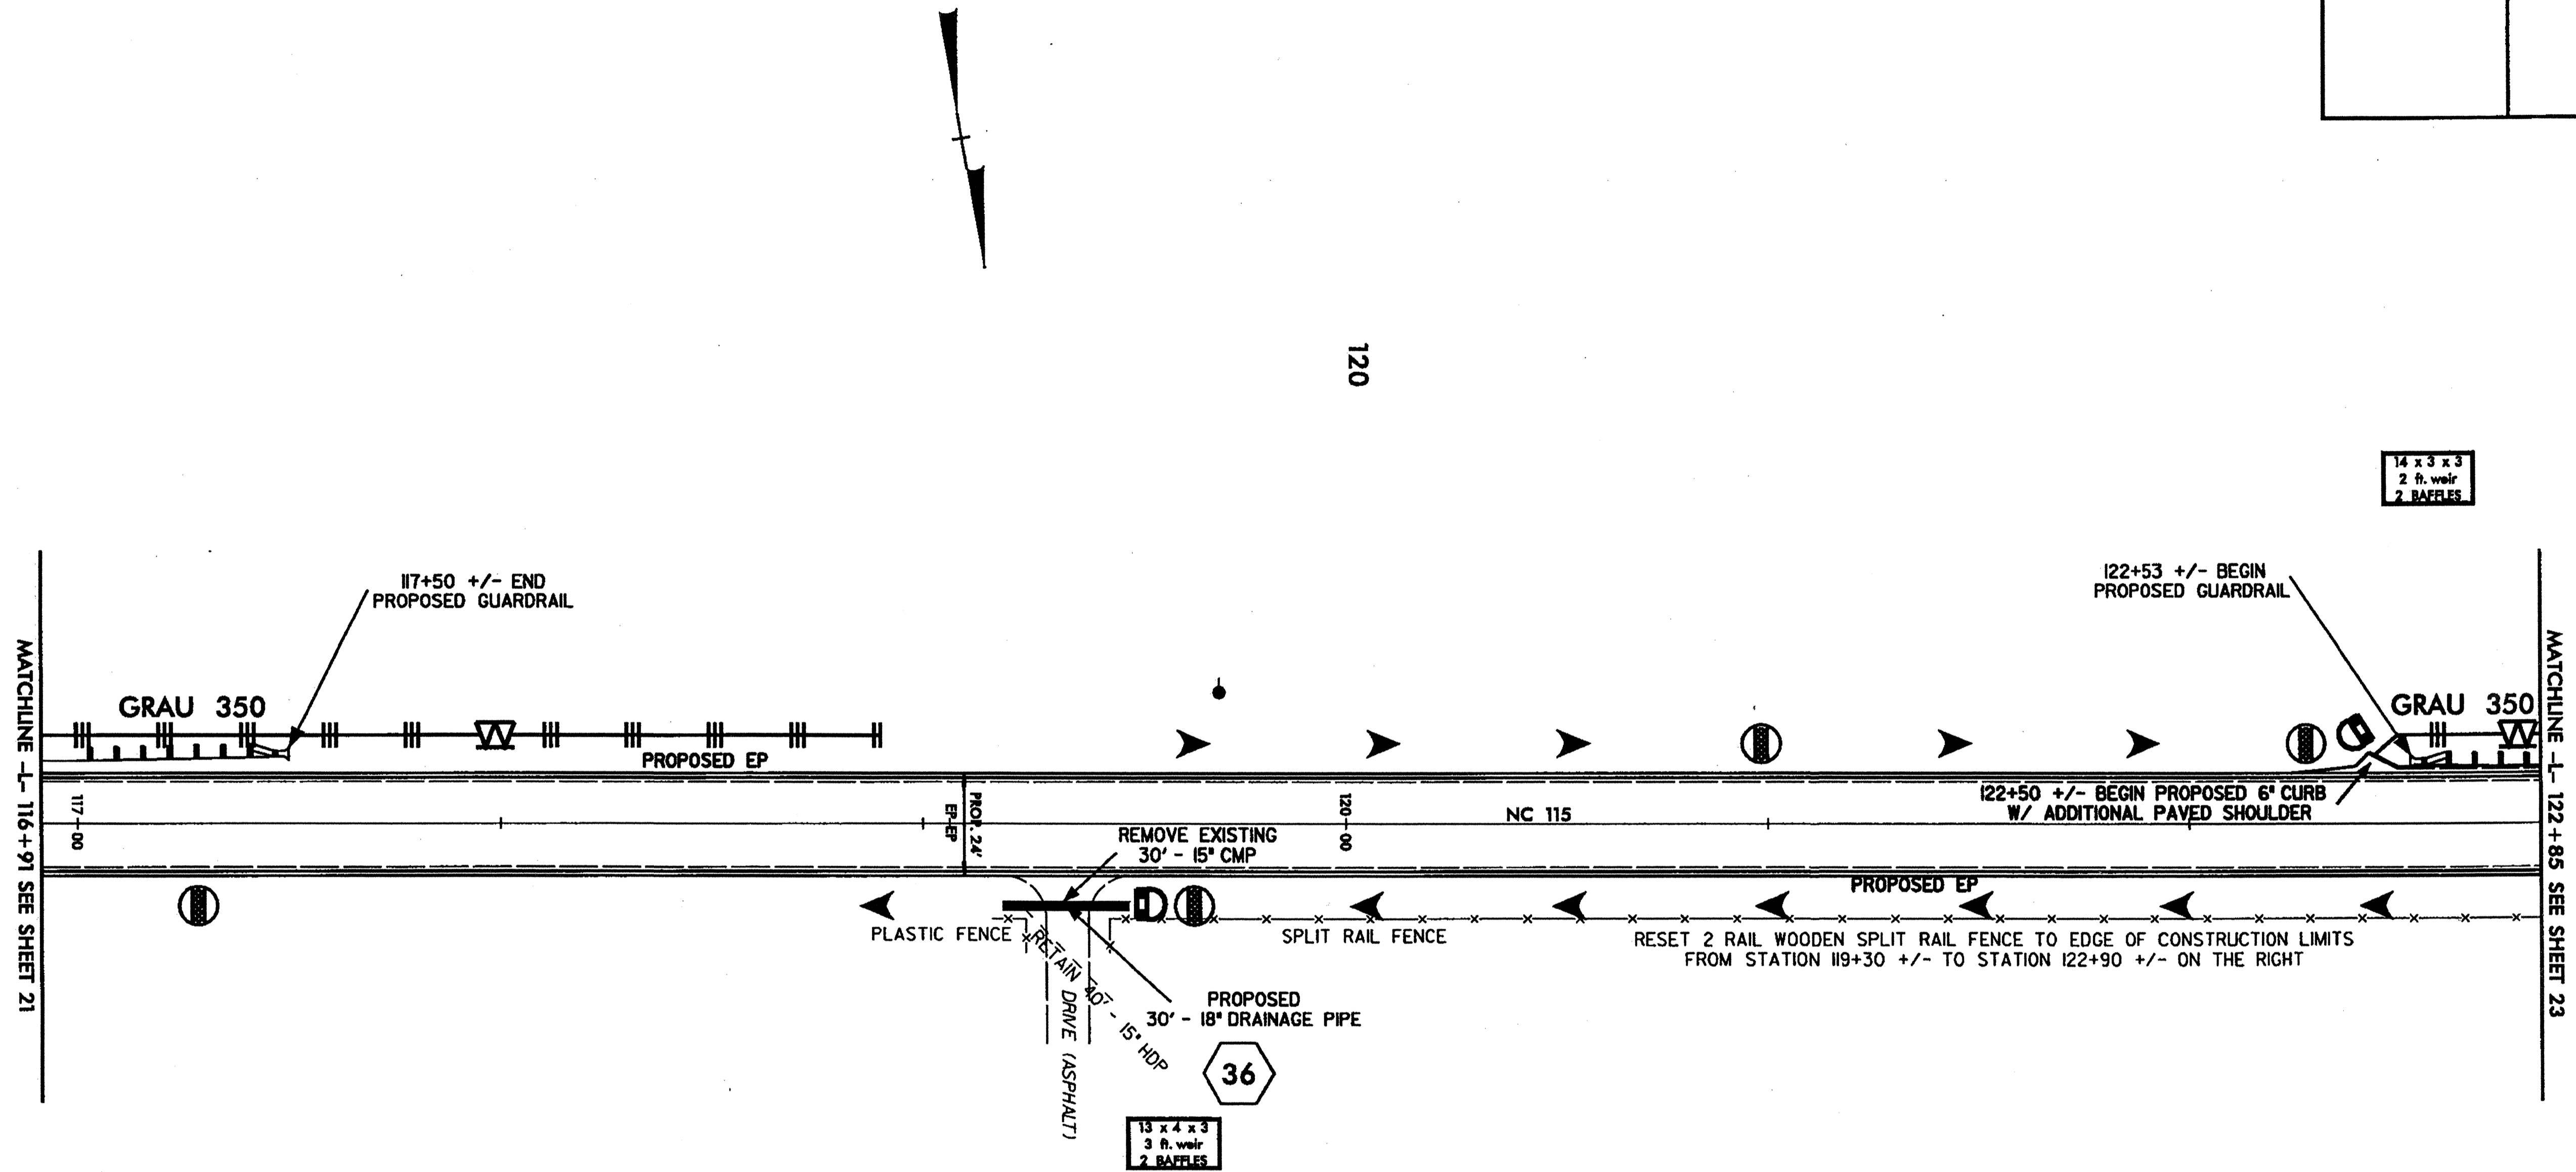 120
14 x 3 x 3
2 ft. weir
2 BAFFLES
117+50 +/- END
PROPOSED GUARDRAIL
122+53 +/- BEGIN
PROPOSED GUARDRAIL
MATCHLINE -L- 116+91 SEE SHEET 21
GRAU 350
GRAU 350
MATCHLINE -L- 122+85 SEE SHEET 23
PROPOSED EP
117+00
PROP. 24'
EP-EP
120+00
NC 115
122+50 +/- BEGIN PROPOSED 6" CURB
W/ ADDITIONAL PAVED SHOULDER
REMOVE EXISTING
30' - 15" CMP
PROPOSED EP
PLASTIC FENCE
SPLIT RAIL FENCE
RESET 2 RAIL WOODEN SPLIT RAIL FENCE TO EDGE OF CONSTRUCTION LIMITS
FROM STATION 119+30 +/- TO STATION 122+90 +/- ON THE RIGHT
RETAIN 40' - 15" HDP
DRIVE (ASPHALT)
PROPOSED
30' - 18" DRAINAGE PIPE
36
13 x 4 x 3
3 ft. weir
2 BAFFLES